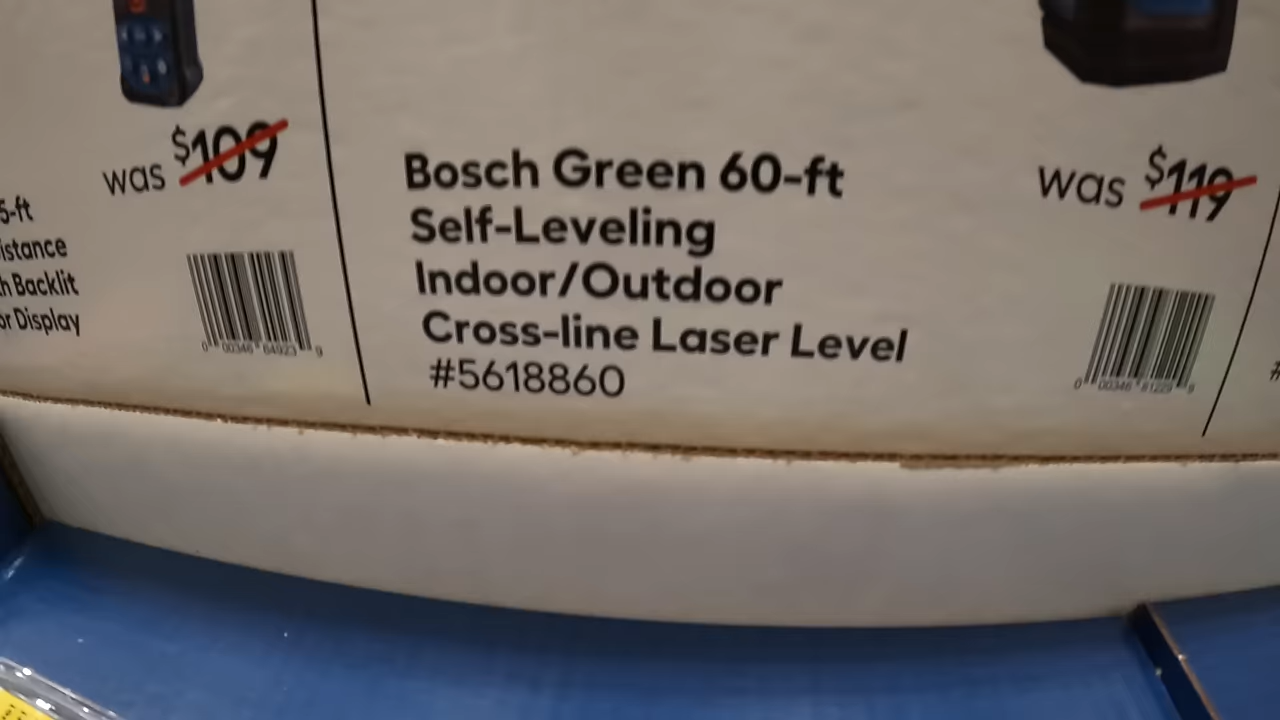 was $109
5-ft
istance
h Backlit
or Display
Bosch Green 60-ft
Self-Leveling
Indoor/Outdoor
Cross-line Laser Level
#5618860
was $119
#